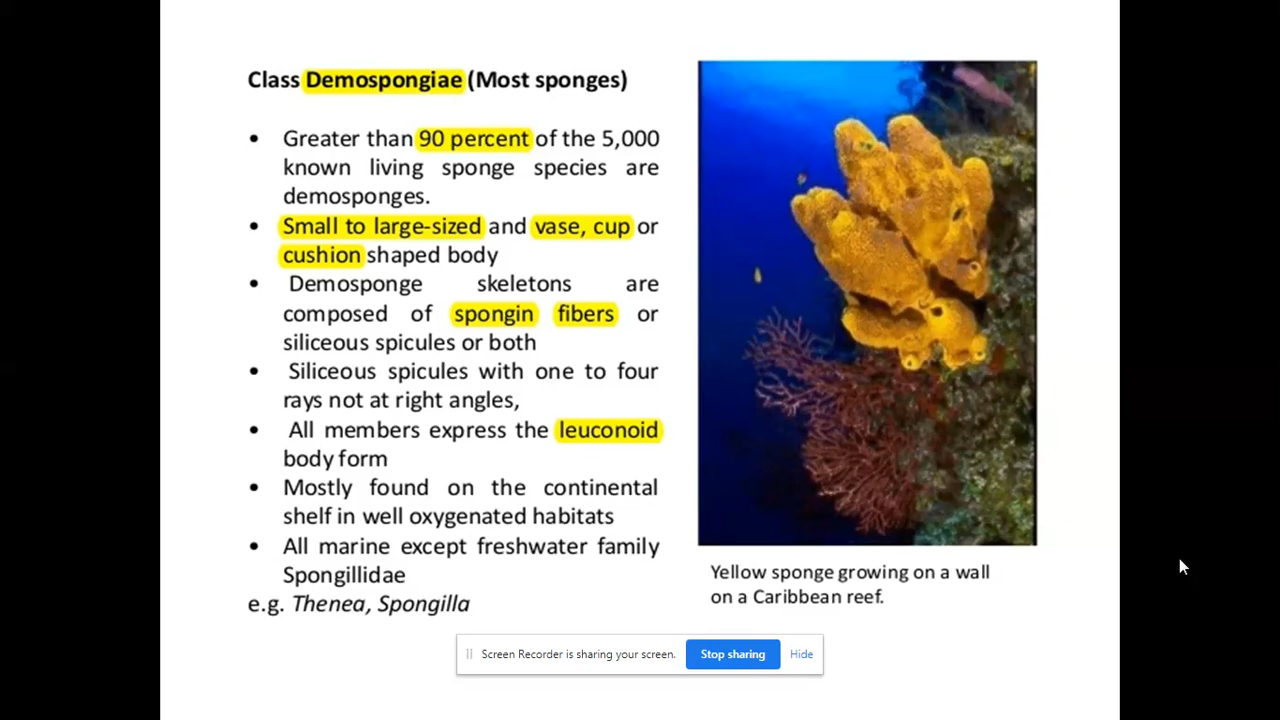 Class Demospongiae (Most sponges)
• Greater than 90 percent of the 5,000
known living sponge species are
demosponges.
• Small to large-sized and vase, cup or
cushion shaped body
• Demosponge skeletons are
composed of spongin fibers or
siliceous spicules or both
• Siliceous spicules with one to four
rays not at right angles,
• All members express the leuconoid
body form
• Mostly found on the continental
shelf in well oxygenated habitats
• All marine except freshwater family
Spongillidae
e.g. Thenea, Spongilla
Yellow sponge growing on a wall
on a Caribbean reef.
Screen Recorder is sharing your screen.
Stop sharing
Hide